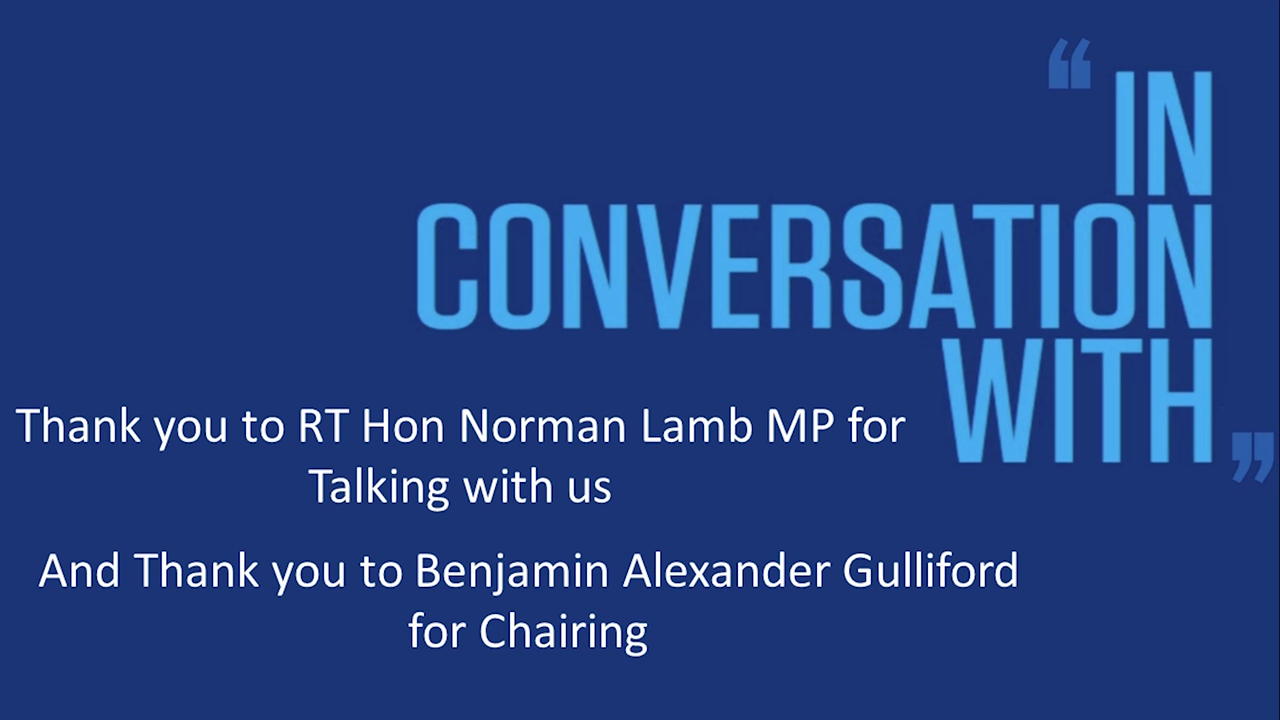 “ IN
CONVERSATION
WITH ”
Thank you to RT Hon Norman Lamb MP for
Talking with us
And Thank you to Benjamin Alexander Gulliford
for Chairing